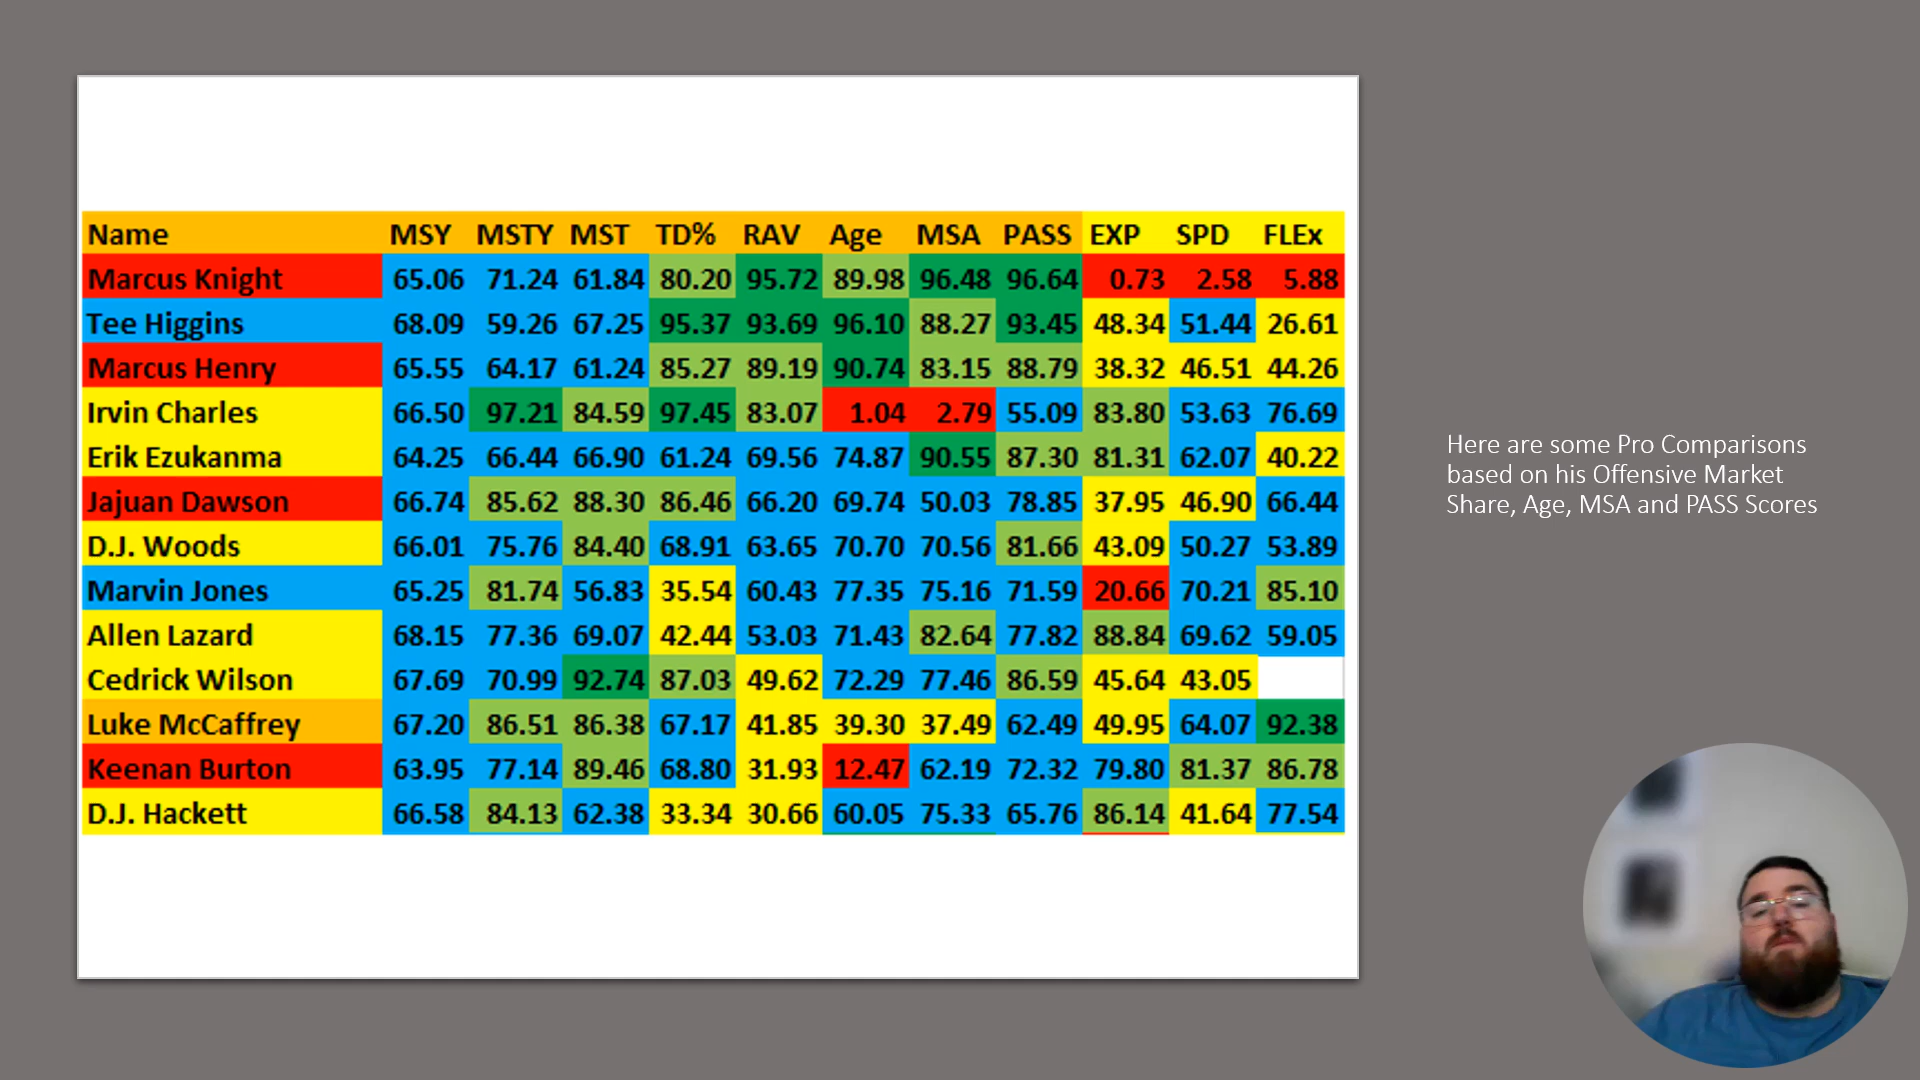 Name MSY MSTY MST TD% RAV Age MSA PASS EXP SPD FLEx
Marcus Knight 65.06 71.24 61.84 80.20 95.72 89.98 96.48 96.64 0.73 2.58 5.88
Tee Higgins 68.09 59.26 67.25 95.37 93.69 96.10 88.27 93.45 48.34 51.44 26.61
Marcus Henry 65.55 64.17 61.24 85.27 89.19 90.74 83.15 88.79 38.32 46.51 44.26
Irvin Charles 66.50 97.21 84.59 97.45 83.07 1.04 2.79 55.09 83.80 53.63 76.69
Erik Ezukanma 64.25 66.44 66.90 61.24 69.56 74.87 90.55 87.30 81.31 62.07 40.22
Jajuan Dawson 66.74 85.62 88.30 86.46 66.20 69.74 50.03 78.85 37.95 46.90 66.44
D.J. Woods 66.01 75.76 84.40 68.91 63.65 70.70 70.56 81.66 43.09 50.27 53.89
Marvin Jones 65.25 81.74 56.83 35.54 60.43 77.35 75.16 71.59 20.66 70.21 85.10
Allen Lazard 68.15 77.36 69.07 42.44 53.03 71.43 82.64 77.82 88.84 69.62 59.05
Cedrick Wilson 67.69 70.99 92.74 87.03 49.62 72.29 77.46 86.59 45.64 43.05
Luke McCaffrey 67.20 86.51 86.38 67.17 41.85 39.30 37.49 62.49 49.95 64.07 92.38
Keenan Burton 63.95 77.14 89.46 68.80 31.93 12.47 62.19 72.32 79.80 81.37 86.78
D.J. Hackett 66.58 84.13 62.38 33.34 30.66 60.05 75.33 65.76 86.14 41.64 77.54
Here are some Pro Comparisons
based on his Offensive Market
Share, Age, MSA and PASS Scores